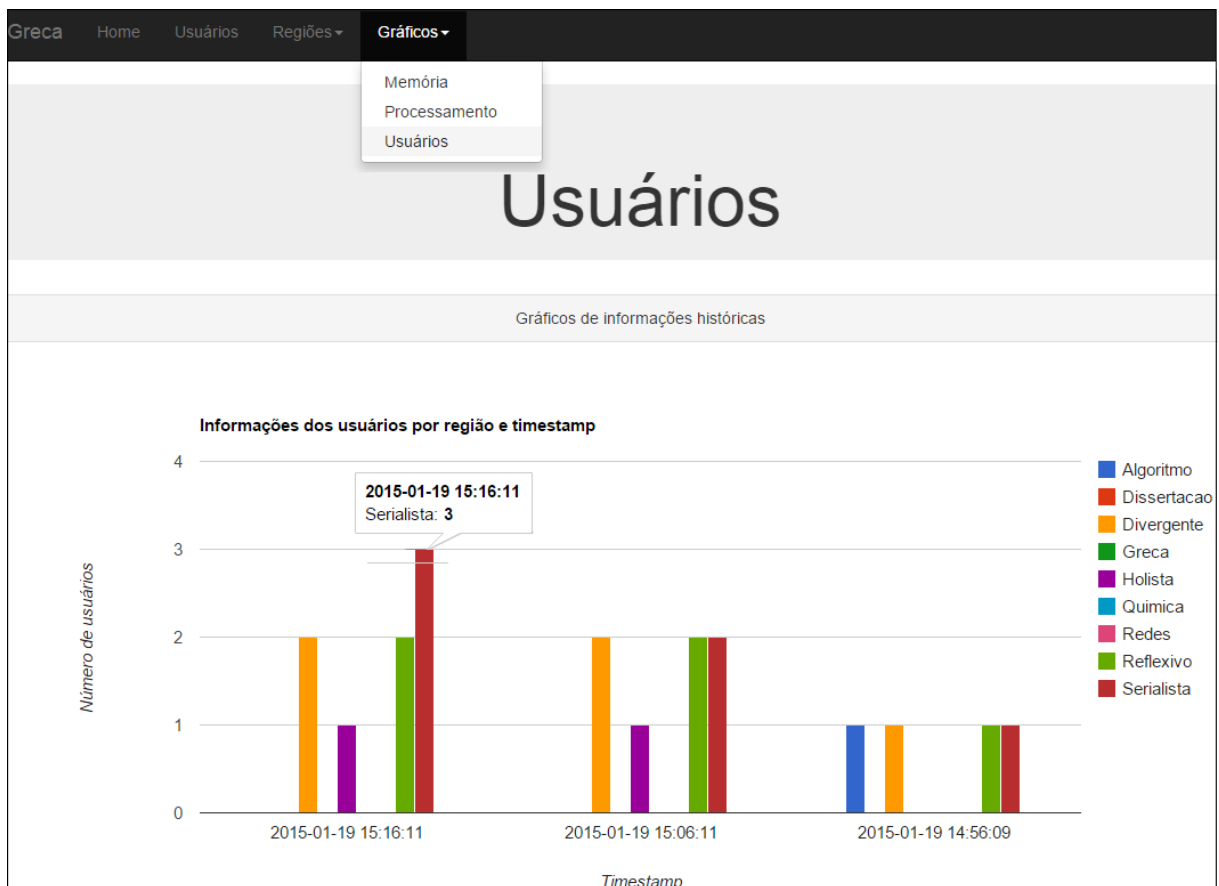 Greca Home Usuários Regiões Gráficos
Memória
Processamento
Usuários
Usuários
Gráficos de informações históricas
Informações dos usuários por região e timestamp
4
3
2
1
0
Número de usuários
2015-01-19 15:16:11
Serialista: 3
Algoritmo
Dissertacao
Divergente
Greca
Holista
Quimica
Redes
Reflexivo
Serialista
2015-01-19 15:16:11
2015-01-19 15:06:11
2015-01-19 14:56:09
Timestamp